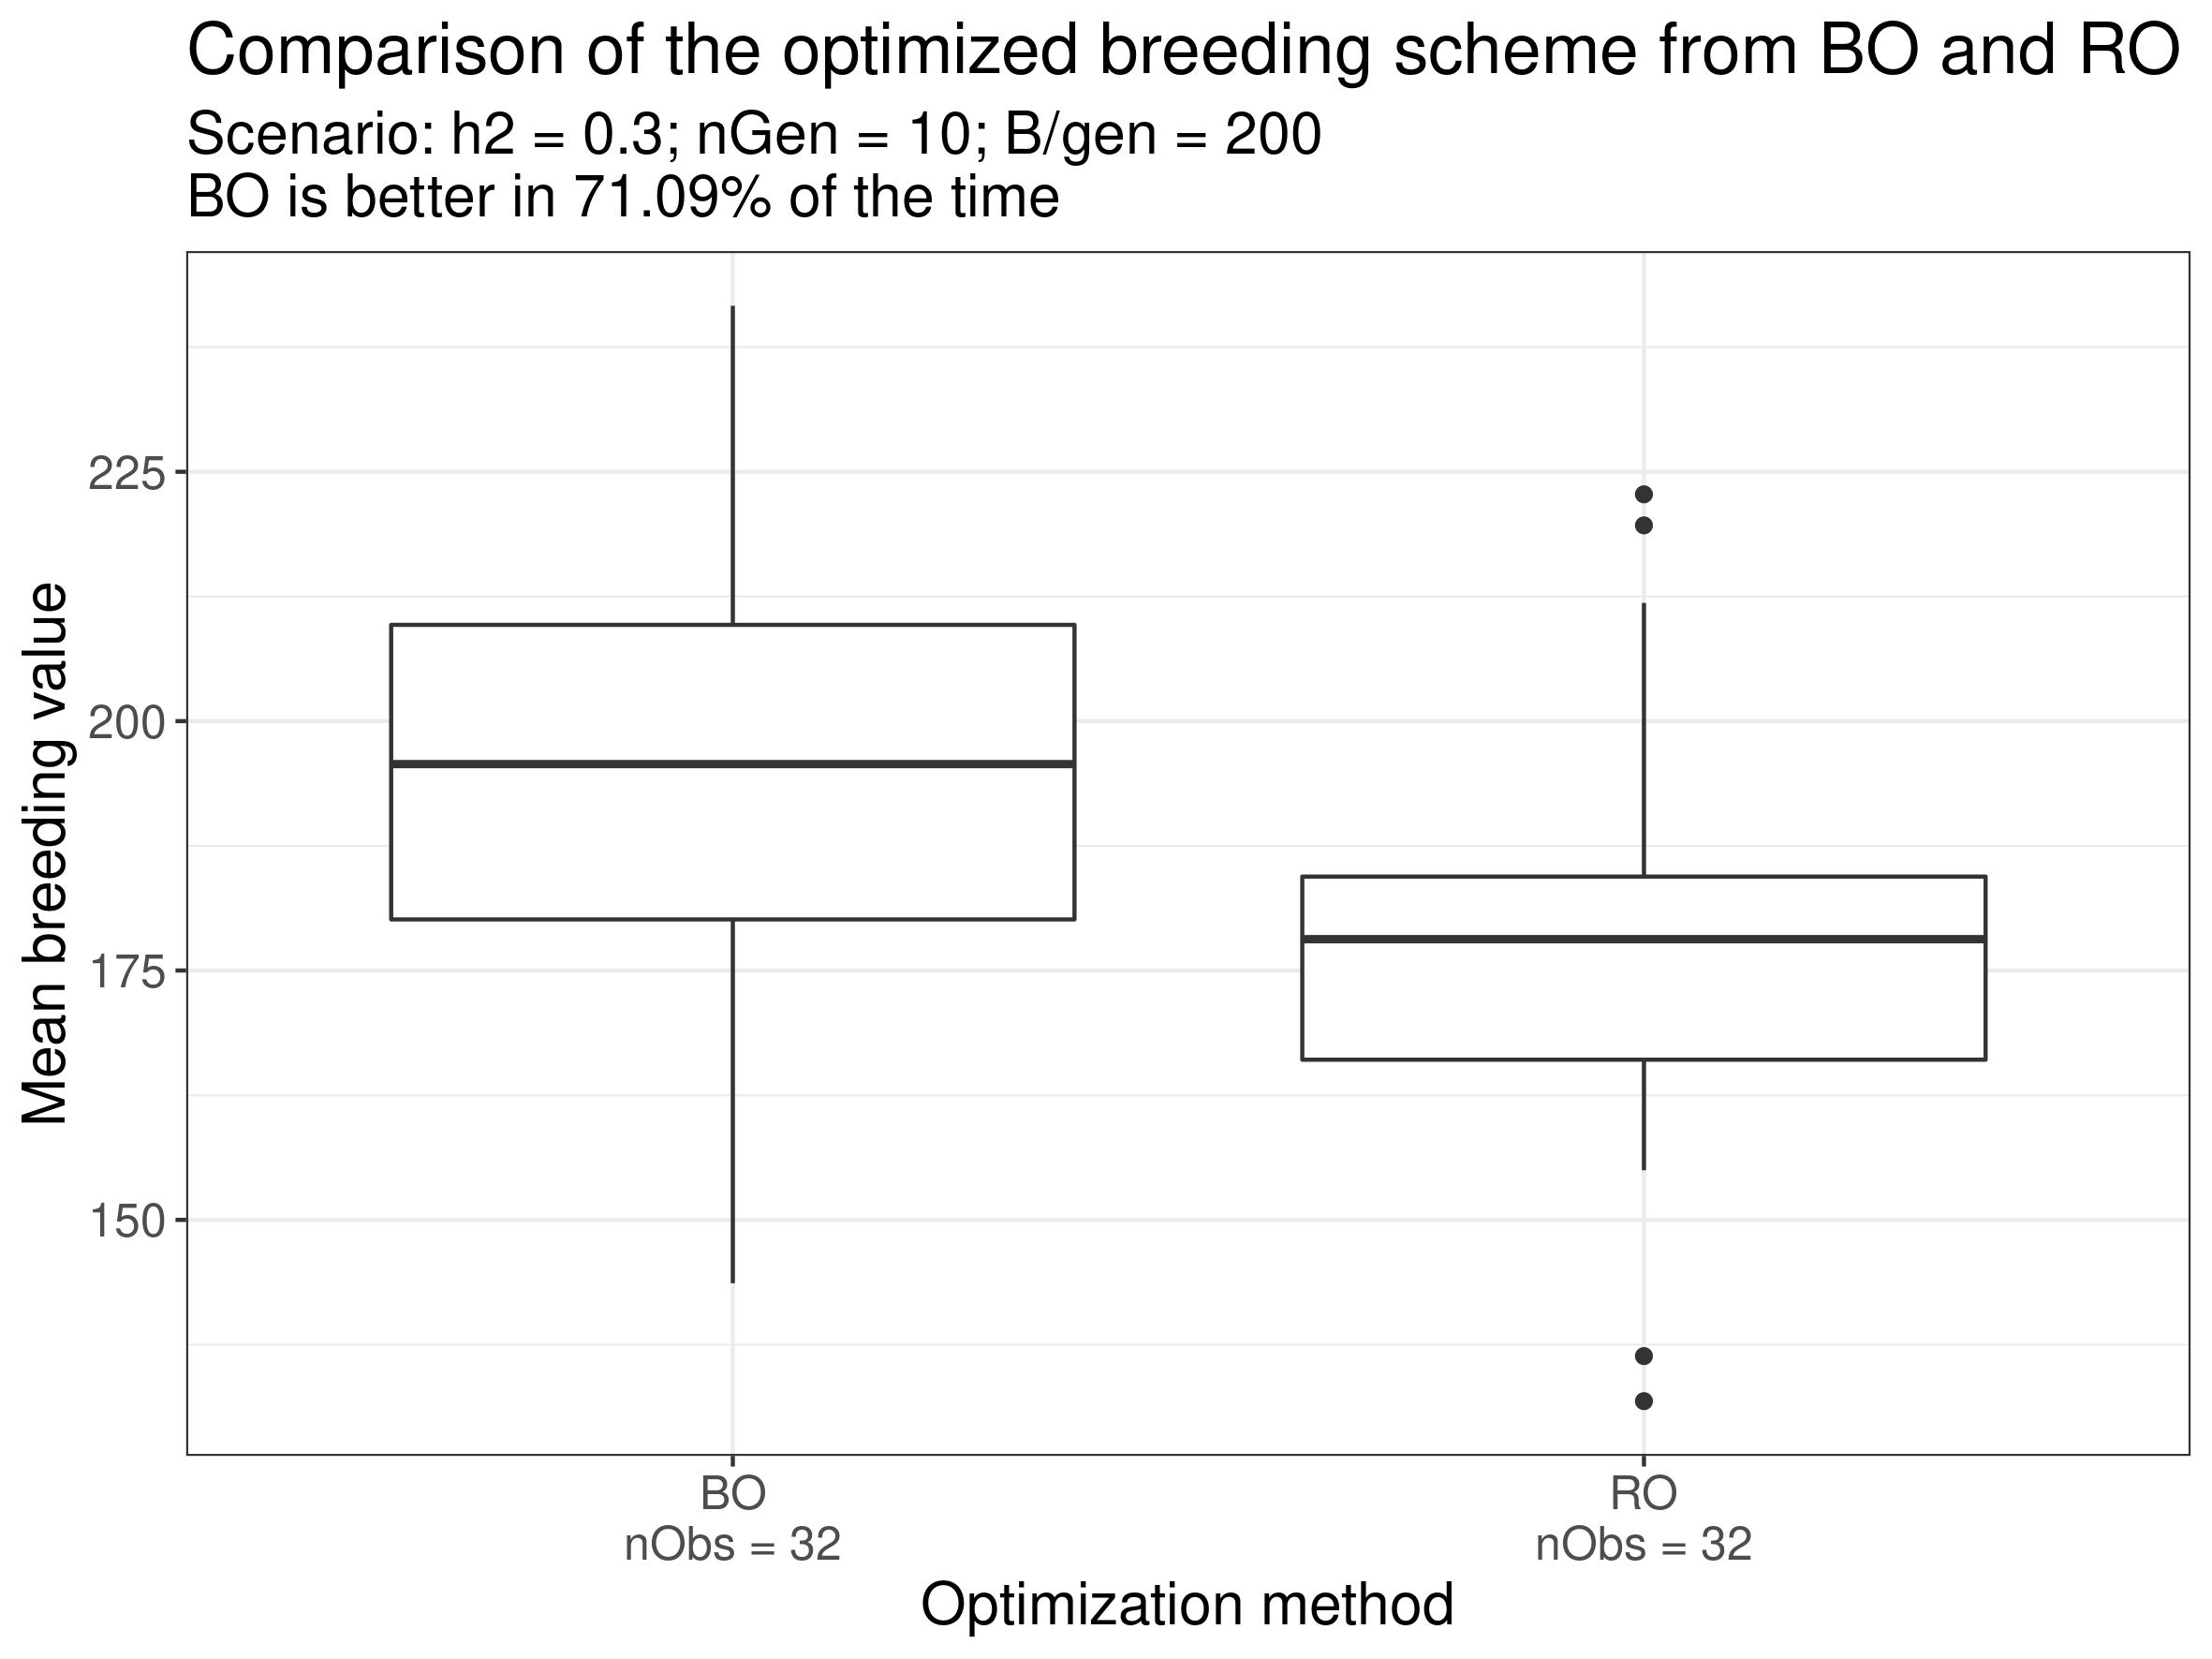 Comparison of the optimized breeding scheme from BO and RO
Scenario: h2 = 0.3; nGen = 10; B/gen = 200
BO is better in 71.09% of the time
Mean breeding value
225
200
175
150
BO
nObs = 32
RO
nObs = 32
Optimization method